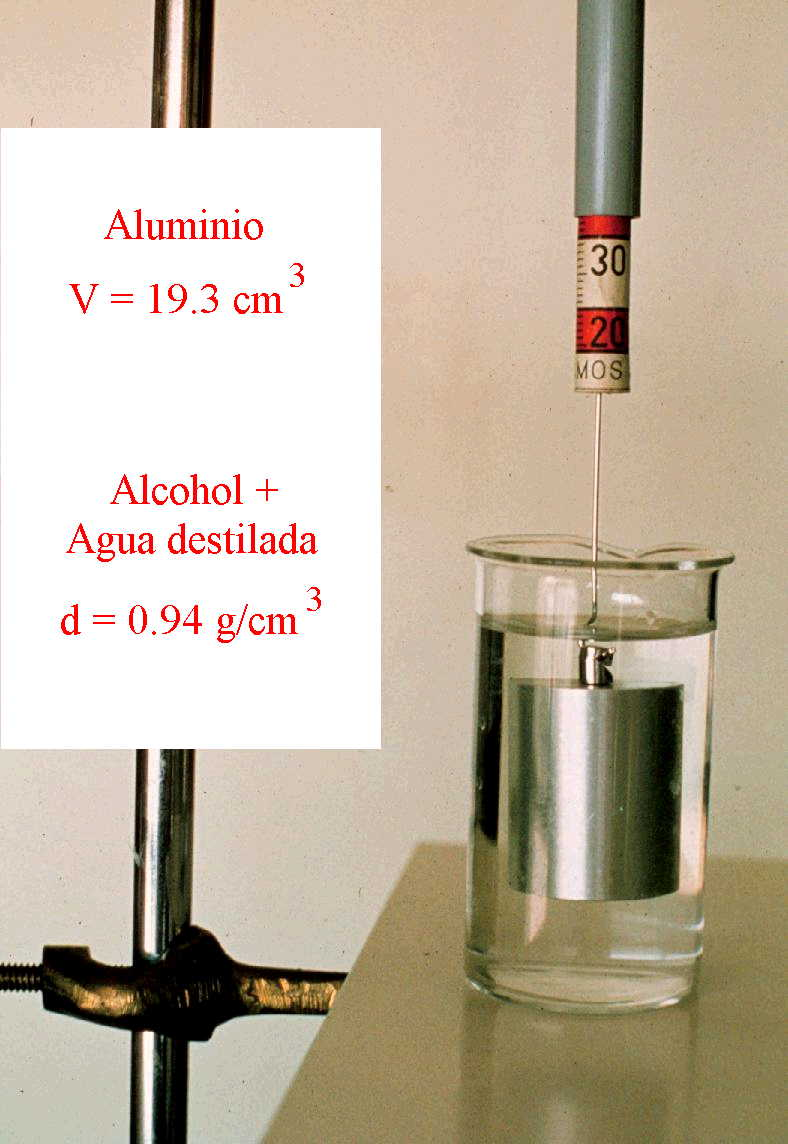 Aluminio
V = 19.3 cm³
Alcohol +
Agua destilada
d = 0.94 g/cm³
30
20
MOS